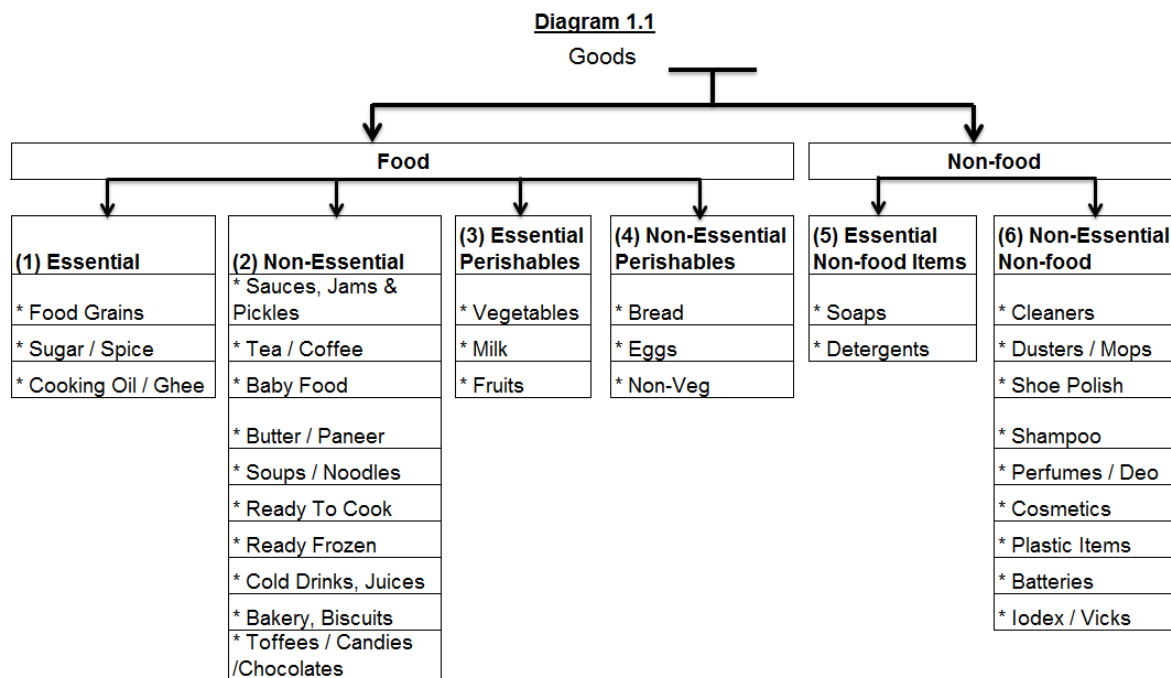 Diagram 1.1
Goods
Food
Non-food
(1) Essential
* Food Grains
* Sugar / Spice
* Cooking Oil / Ghee
(2) Non-Essential
* Sauces, Jams &
Pickles
* Tea / Coffee
* Baby Food
* Butter / Paneer
* Soups / Noodles
* Ready To Cook
* Ready Frozen
* Cold Drinks, Juices
* Bakery, Biscuits
* Toffees / Candies
/Chocolates
(3) Essential
Perishables
* Vegetables
* Milk
* Fruits
(4) Non-Essential
Perishables
* Bread
* Eggs
* Non-Veg
(5) Essential
Non-food Items
* Soaps
* Detergents
(6) Non-Essential
Non-food
* Cleaners
* Dusters / Mops
* Shoe Polish
* Shampoo
* Perfumes / Deo
* Cosmetics
* Plastic Items
* Batteries
* Iodex / Vicks